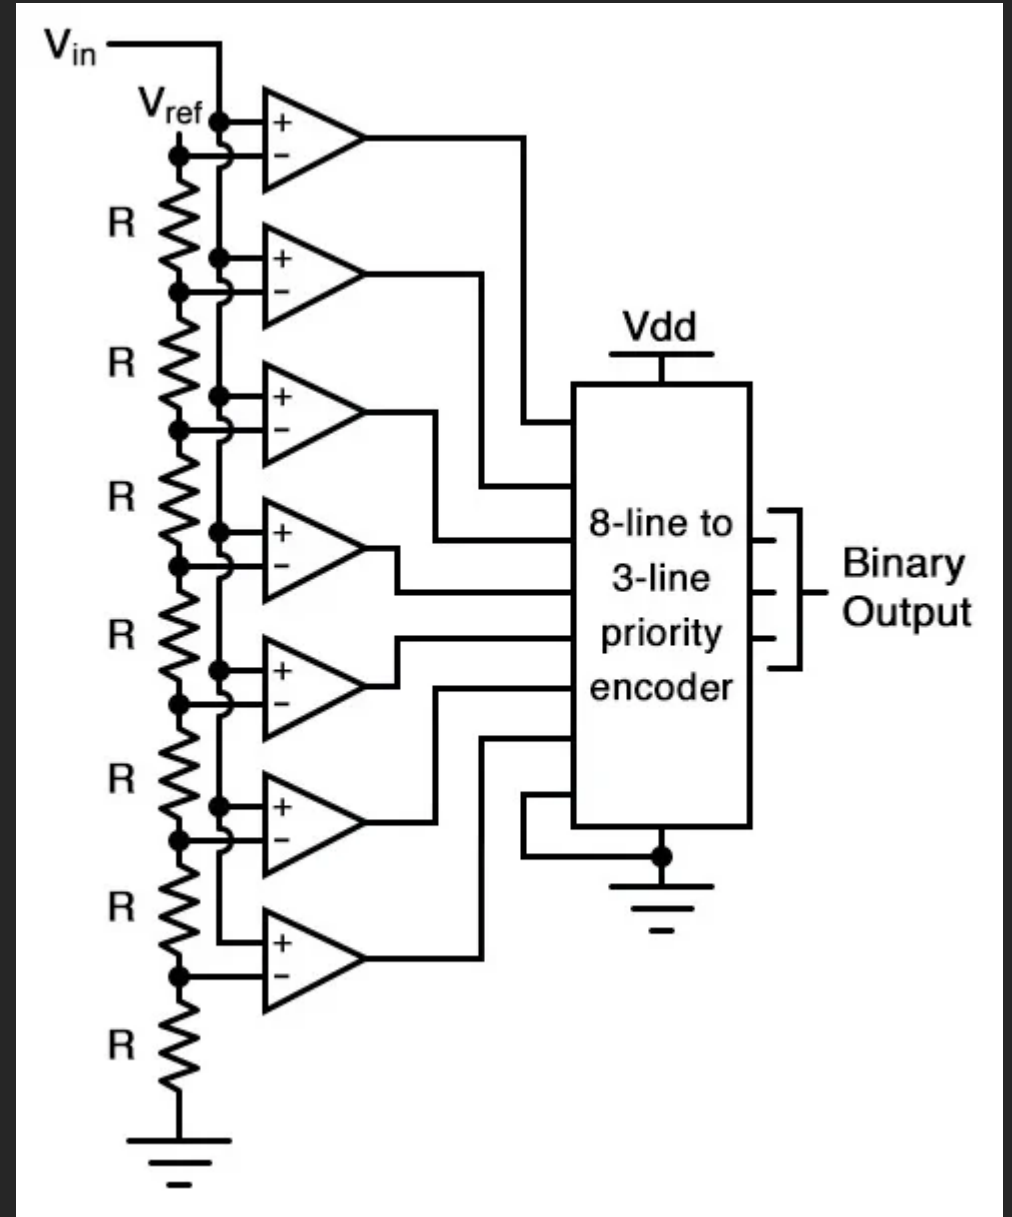 Vin
Vref
+
−
R
+
−
R
+
−
R
+
−
R
+
−
R
+
−
R
+
−
R
Vdd
8-line to
3-line
priority
encoder
Binary
Output